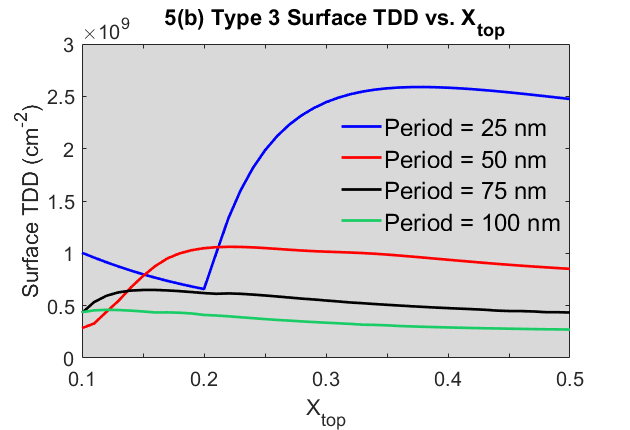 5(b) Type 3 Surface TDD vs. X_top
×10^9
3
2.5
2
1.5
1
0.5
0
Surface TDD (cm^-2)
Period = 25 nm
Period = 50 nm
Period = 75 nm
Period = 100 nm
0.1 0.2 0.3 0.4 0.5
X_top